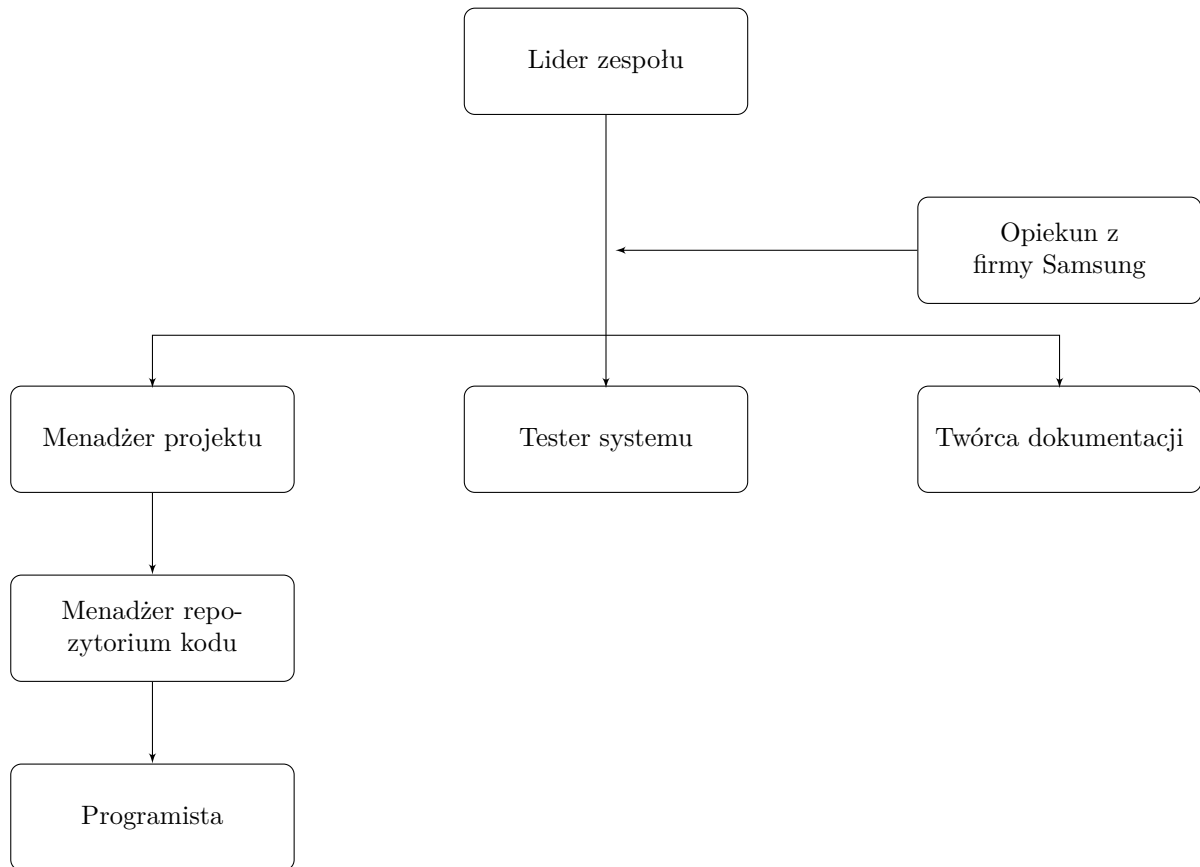 Lider zespołu
Opiekun z
firmy Samsung
Menadżer projektu
Tester systemu
Twórca dokumentacji
Menadżer repo-
zytorium kodu
Programista